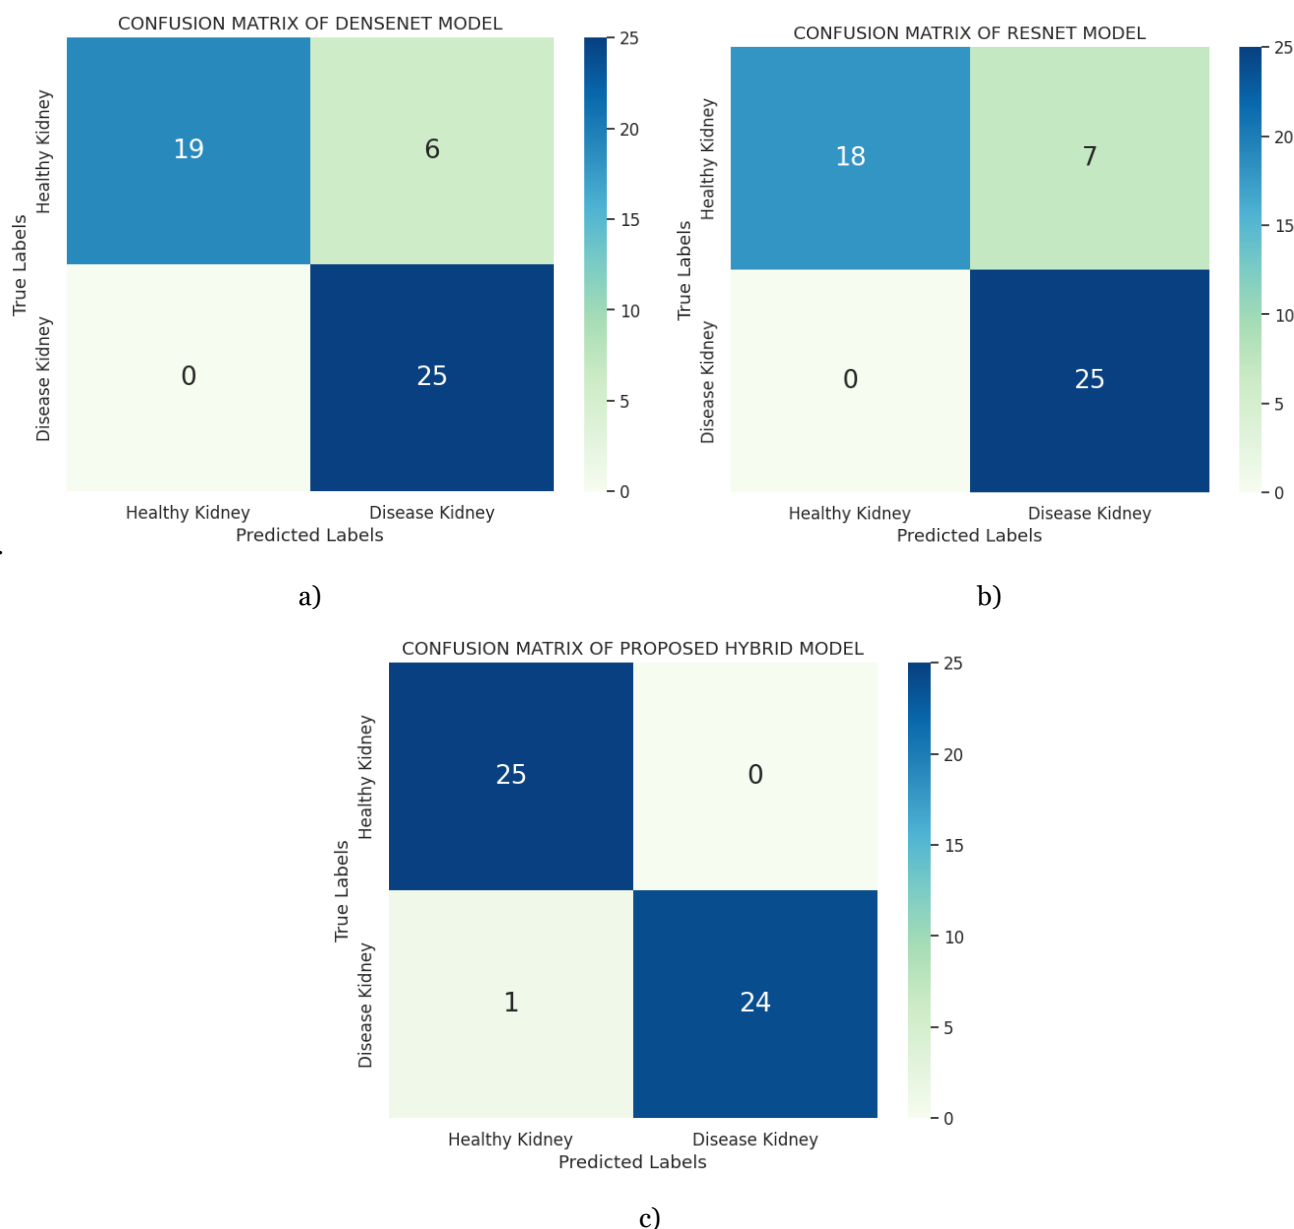 CONFUSION MATRIX OF DENSENET MODEL
True Labels
Healthy Kidney
Disease Kidney
19
6
0
25
Healthy Kidney
Disease Kidney
Predicted Labels
25
20
15
10
5
0
.
a)
CONFUSION MATRIX OF RESNET MODEL
True Labels
Healthy Kidney
Disease Kidney
18
7
0
25
Healthy Kidney
Disease Kidney
Predicted Labels
25
20
15
10
5
0
b)
CONFUSION MATRIX OF PROPOSED HYBRID MODEL
True Labels
Healthy Kidney
Disease Kidney
25
0
1
24
Healthy Kidney
Disease Kidney
Predicted Labels
25
20
15
10
5
0
c)